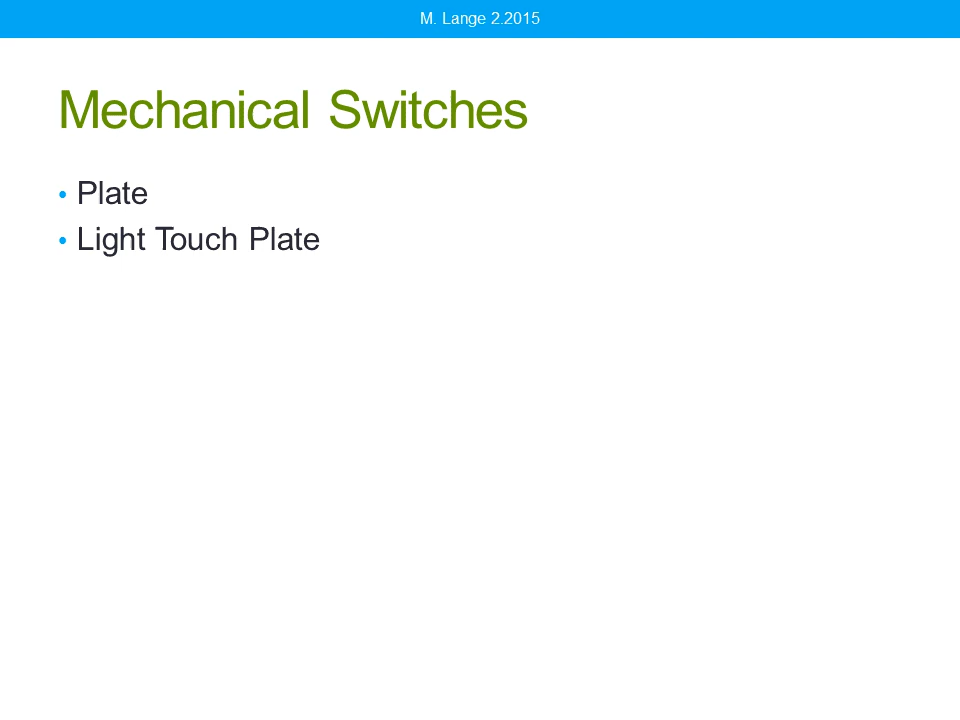 M. Lange 2.2015
Mechanical Switches
• Plate
• Light Touch Plate